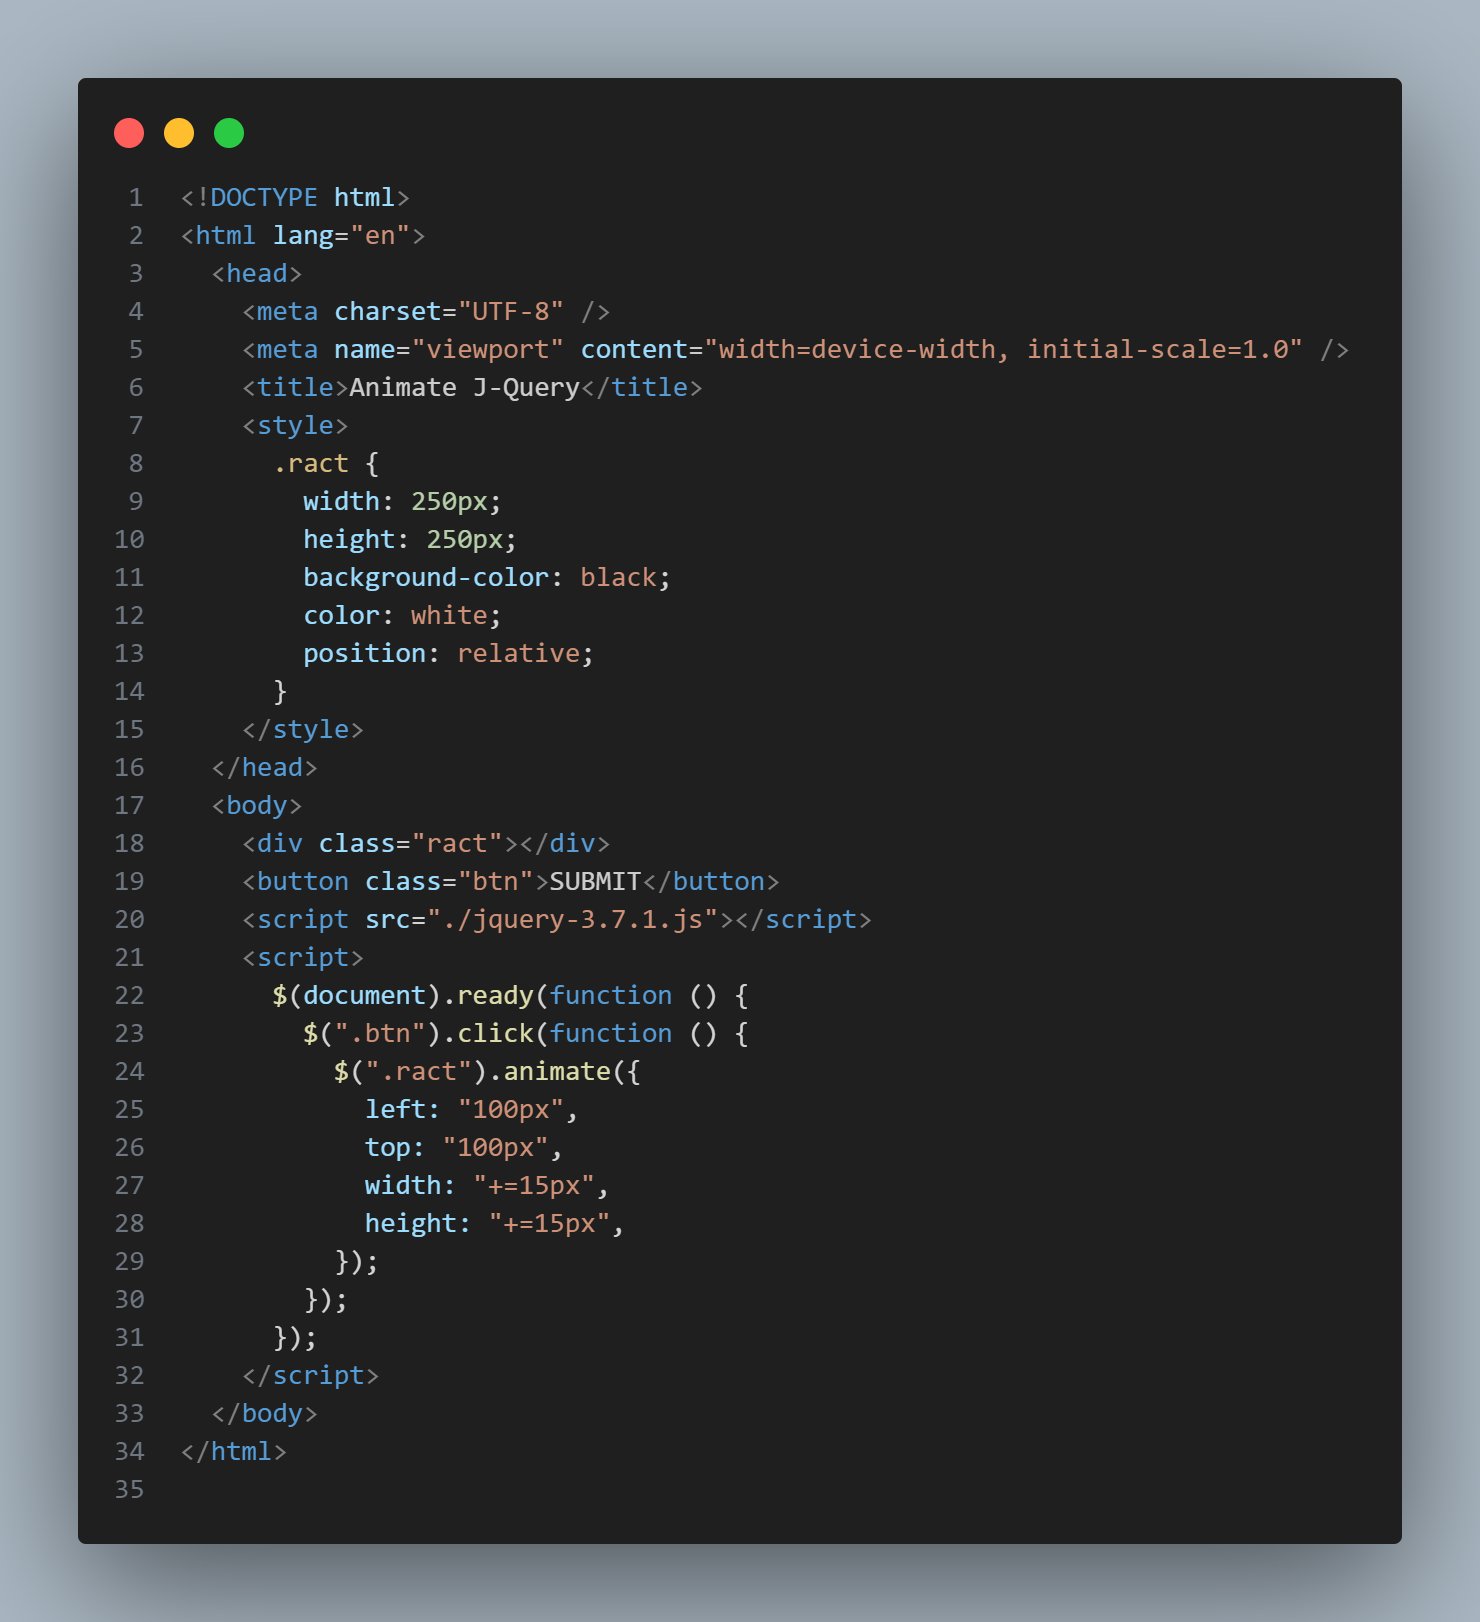 1 <!DOCTYPE html>
2 <html lang="en">
3   <head>
4     <meta charset="UTF-8" />
5     <meta name="viewport" content="width=device-width, initial-scale=1.0" />
6     <title>Animate J-Query</title>
7     <style>
8       .ract {
9         width: 250px;
10         height: 250px;
11         background-color: black;
12         color: white;
13         position: relative;
14       }
15     </style>
16   </head>
17   <body>
18     <div class="ract"></div>
19     <button class="btn">SUBMIT</button>
20     <script src="./jquery-3.7.1.js"></script>
21     <script>
22       $(document).ready(function () {
23         $(".btn").click(function () {
24           $(".ract").animate({
25             left: "100px",
26             top: "100px",
27             width: "+=15px",
28             height: "+=15px",
29           });
30         });
31       });
32     </script>
33   </body>
34 </html>
35